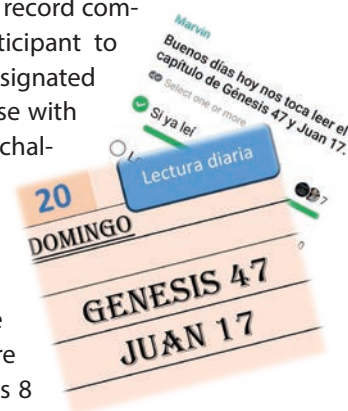 record com-
ticipant to
signated
se with
chal-
re
s 8
Marvin
Buenos días hoy nos toca leer el
capítulo de Génesis 47 y Juan 17.
Select one or more
Si ya leí
7
0
Lectura diaria
20
DOMINGO
GENESIS 47
JUAN 17